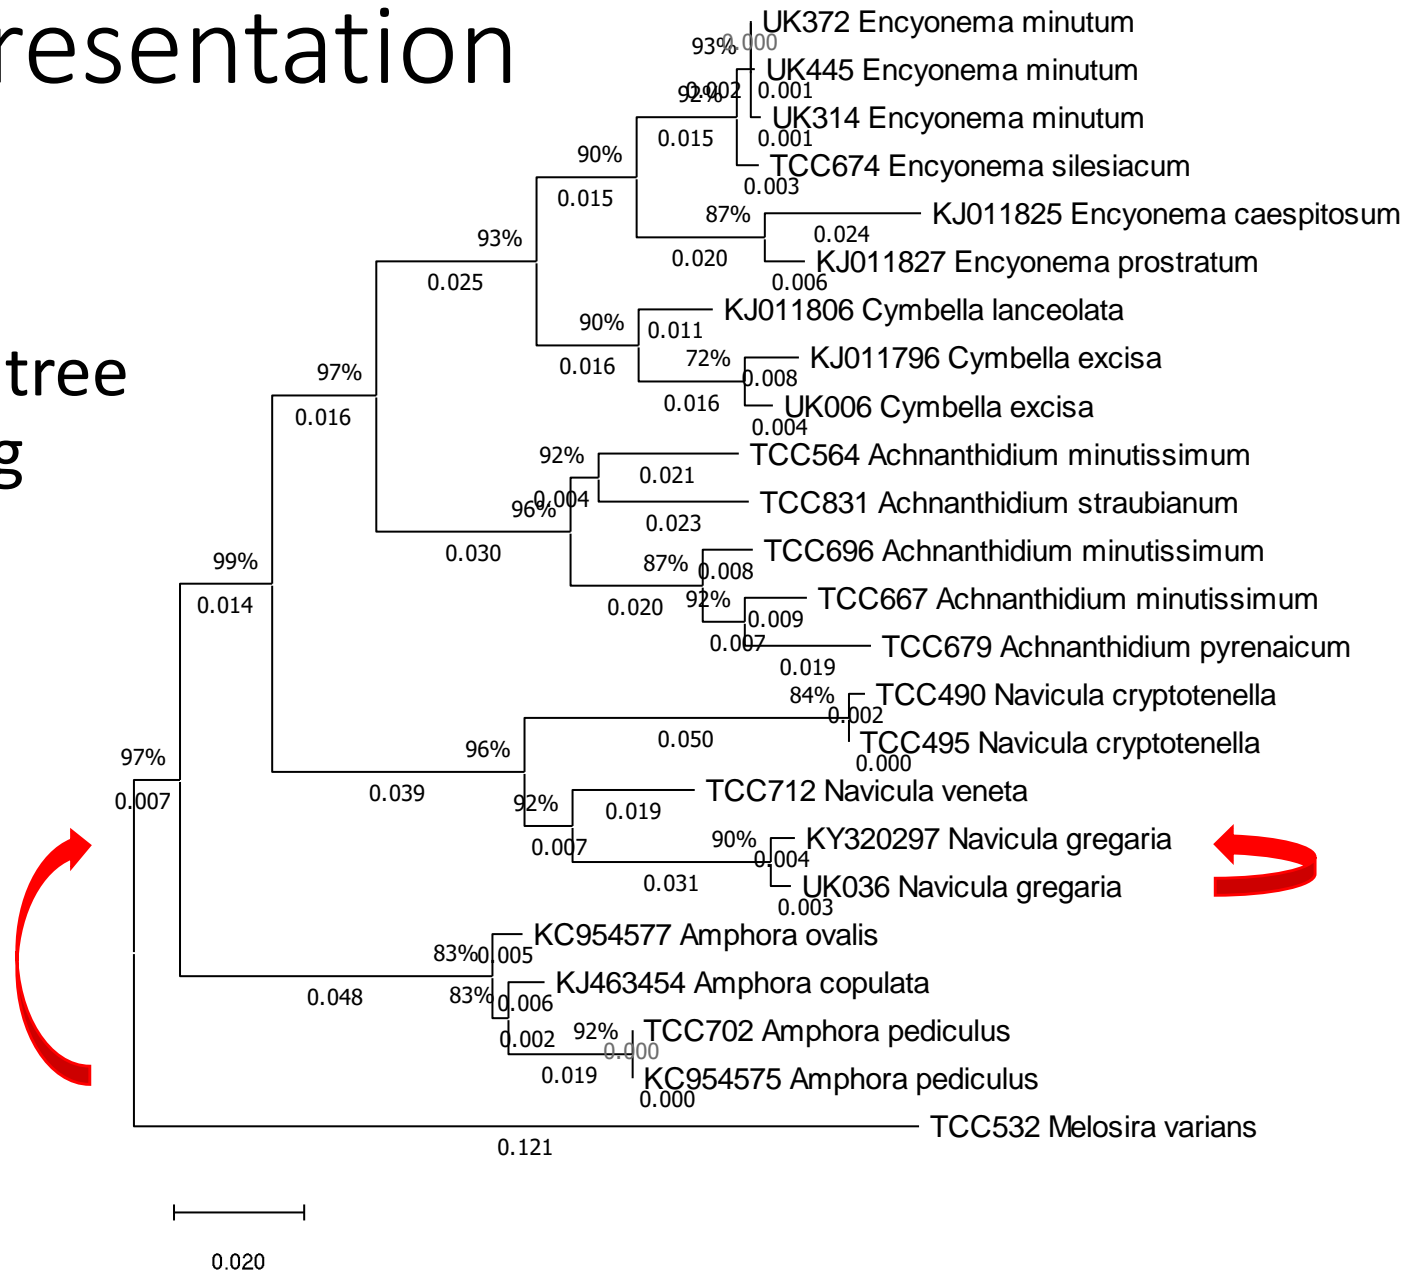 resentation
UK372 Encyonema minutum
93%
0.000
UK445 Encyonema minutum
92%
0.002
0.001
UK314 Encyonema minutum
0.015
0.001
90%
TCC674 Encyonema silesiacum
0.003
0.015
87%
KJ011825 Encyonema caespitosum
0.024
93%
0.020
KJ011827 Encyonema prostratum
0.006
0.025
KJ011806 Cymbella lanceolata
90%
0.011
0.016
72%
KJ011796 Cymbella excisa
0.008
tree
97%
0.016
UK006 Cymbella excisa
0.004
0.016
g
92%
TCC564 Achnanthidium minutissimum
0.021
0.004
96%
TCC831 Achnanthidium straubianum
0.023
0.030
TCC696 Achnanthidium minutissimum
87%
0.008
99%
0.014
0.020
92%
TCC667 Achnanthidium minutissimum
0.009
0.007
TCC679 Achnanthidium pyrenaicum
0.019
84%
TCC490 Navicula cryptotenella
0.002
0.050
TCC495 Navicula cryptotenella
0.000
96%
97%
0.007
0.039
92%
TCC712 Navicula veneta
0.019
0.007
90%
KY320297 Navicula gregaria
0.004
0.031
UK036 Navicula gregaria
0.003
KC954577 Amphora ovalis
83%
0.005
0.048
83%
KJ463454 Amphora copulata
0.006
0.002
92%
TCC702 Amphora pediculus
0.000
0.019
KC954575 Amphora pediculus
0.000
TCC532 Melosira varians
0.121
0.020